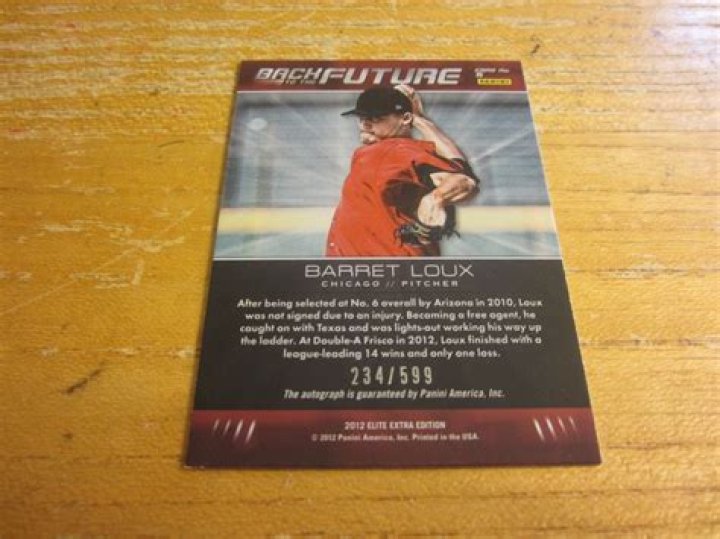 BACK TO THE FUTURE
PANINI
BARRET LOUX
CHICAGO // PITCHER
After being selected at No. 6 overall by Arizona in 2010, Loux
was not signed due to an injury. Becoming a free agent, he
caught on with Texas and was lights-out working his way up
the ladder. At Double-A Frisco in 2012, Loux finished with a
league-leading 14 wins and only one loss.
234/599
The autograph is guaranteed by Panini America, Inc.
2012 ELITE EXTRA EDITION
© 2012 Panini America, Inc. Printed in the USA.